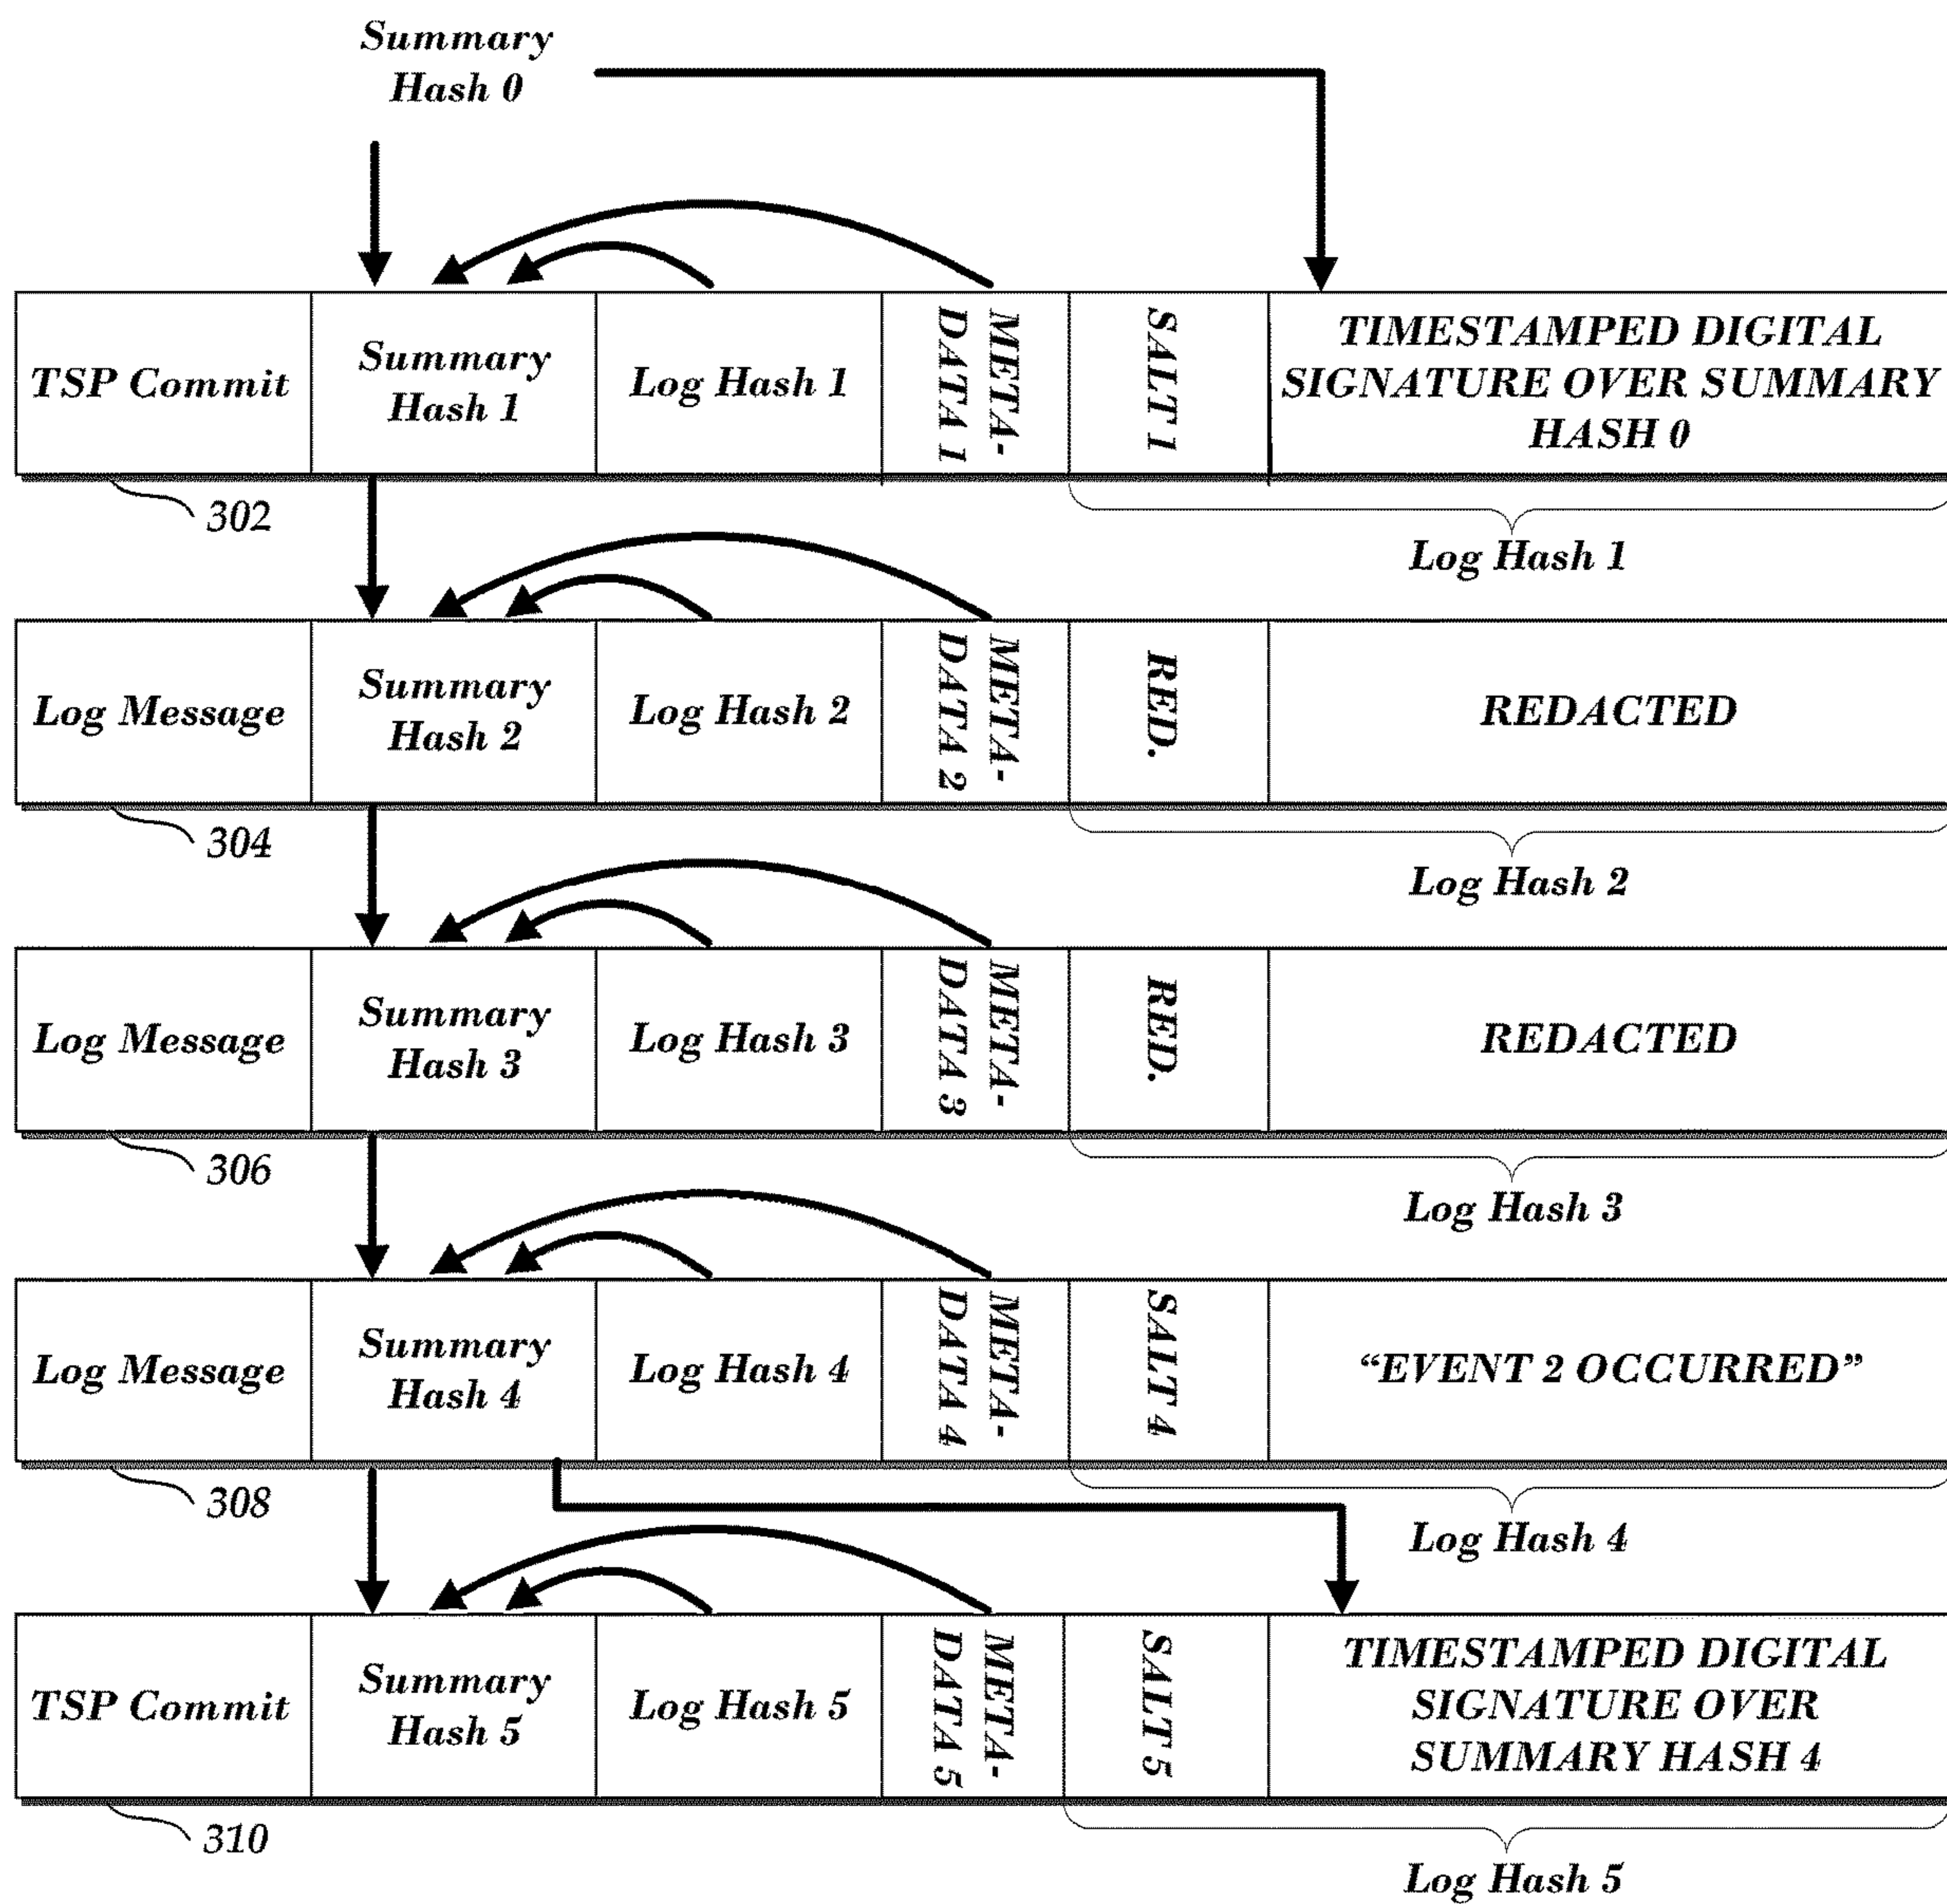 Summary
Hash 0
TSP Commit
Summary
Hash 1
Log Hash 1
META-
DATA 1
SALT 1
TIMESTAMPED DIGITAL
SIGNATURE OVER SUMMARY
HASH 0
302
Log Hash 1
Log Message
Summary
Hash 2
Log Hash 2
META-
DATA 2
RED.
REDACTED
304
Log Hash 2
Log Message
Summary
Hash 3
Log Hash 3
META-
DATA 3
RED.
REDACTED
306
Log Hash 3
Log Message
Summary
Hash 4
Log Hash 4
META-
DATA 4
SALT 4
“EVENT 2 OCCURRED”
308
Log Hash 4
TSP Commit
Summary
Hash 5
Log Hash 5
META-
DATA 5
SALT 5
TIMESTAMPED DIGITAL
SIGNATURE OVER
SUMMARY HASH 4
310
Log Hash 5